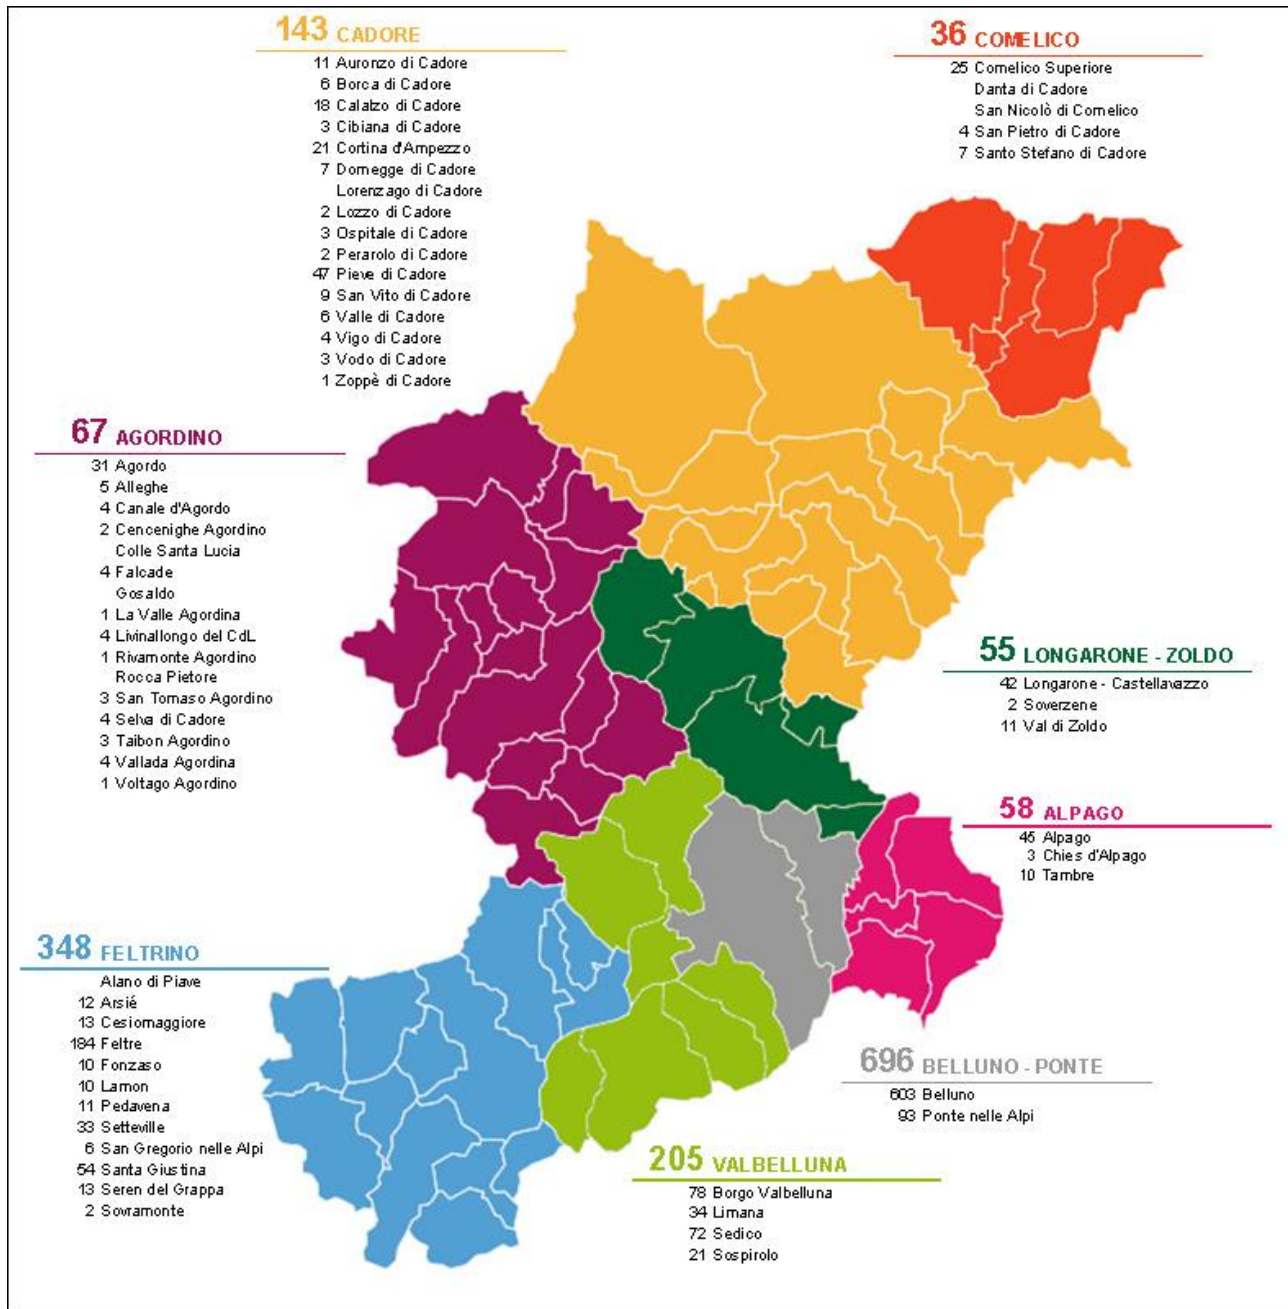 143 CADORE
11 Auronzo di Cadore
6 Borca di Cadore
18 Calalzo di Cadore
3 Cibiana di Cadore
21 Cortina d'Ampezzo
7 Domegge di Cadore
Lorenzago di Cadore
2 Lozzo di Cadore
3 Ospitale di Cadore
2 Perarolo di Cadore
47 Pieve di Cadore
9 San Vito di Cadore
6 Valle di Cadore
4 Vigo di Cadore
3 Vodo di Cadore
1 Zoppè di Cadore
36 COMELICO
25 Comelico Superiore
Danta di Cadore
San Nicolò di Comelico
4 San Pietro di Cadore
7 Santo Stefano di Cadore
67 AGORDINO
31 Agordo
5 Alleghe
4 Canale d'Agordo
2 Cencenighe Agordino
Colle Santa Lucia
4 Falcade
Gosaldo
1 La Valle Agordina
4 Livinallongo del CdL
1 Rivamonte Agordino
Rocca Pietore
3 San Tomaso Agordino
4 Selva di Cadore
3 Taibon Agordino
4 Vallada Agordina
1 Voltago Agordino
55 LONGARONE - ZOLDO
42 Longarone - Castellavazzo
2 Soverzene
11 Val di Zoldo
58 ALPAGO
45 Alpago
3 Chies d'Alpago
10 Tambre
348 FELTRINO
Alano di Piave
12 Arsié
13 Cesiomaggiore
184 Feltre
10 Fonzaso
10 Lamon
11 Pedavena
33 Setteville
6 San Gregorio nelle Alpi
54 Santa Giustina
13 Seren del Grappa
2 Sovramonte
696 BELLUNO - PONTE
603 Belluno
93 Ponte nelle Alpi
205 VALBELLUNA
78 Borgo Valbelluna
34 Limana
72 Sedico
21 Sospirolo